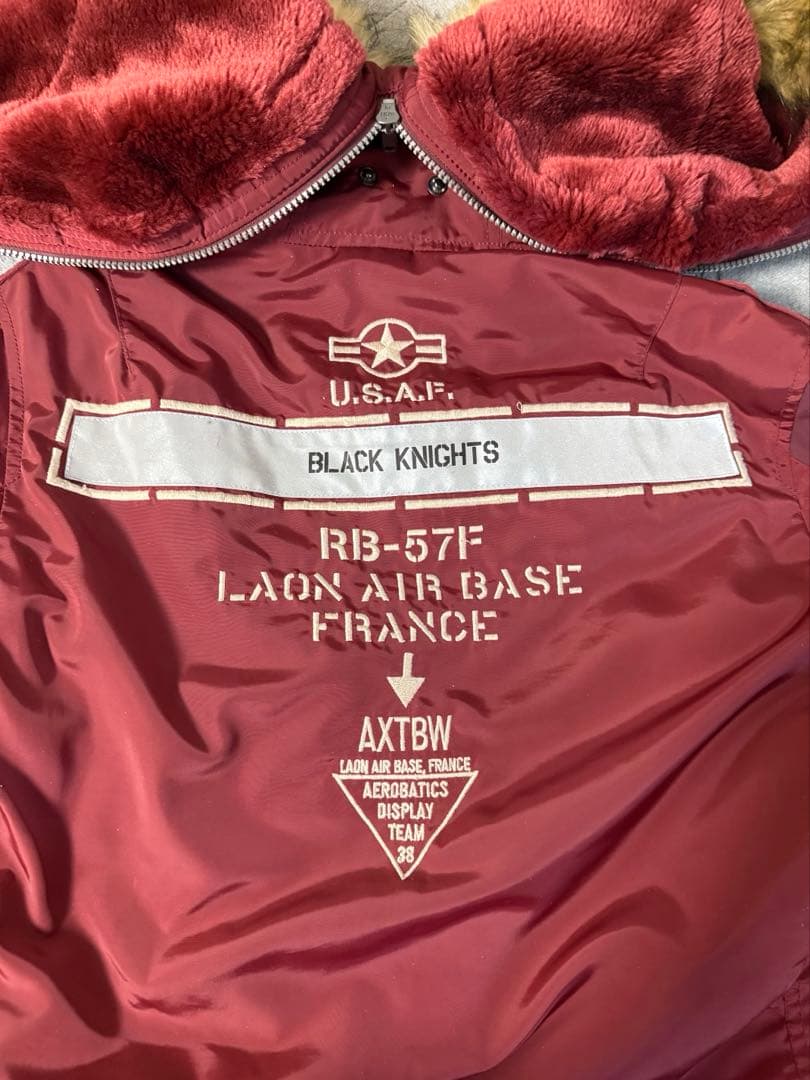 U.S.A.F.
BLACK KNIGHTS
RB-57F
LAON AIR BASE
FRANCE
AXTBW
LAON AIR BASE, FRANCE
AEROBATICS
DISPLAY
TEAM
38